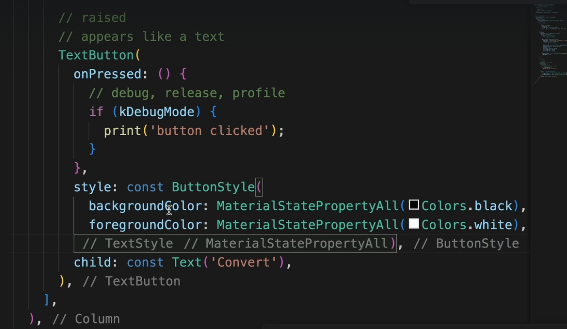 // raised
// appears like a text
TextButton(
onPressed: () {
// debug, release, profile
if (kDebugMode) {
print('button clicked');
}
},
style: const ButtonStyle(
backgroundColor: MaterialStatePropertyAll(Colors.black),
foregroundColor: MaterialStatePropertyAll(Colors.white),
// TextStyle // MaterialStatePropertyAll), // ButtonStyle
child: const Text('Convert'),
), // TextButton
],
), // Column